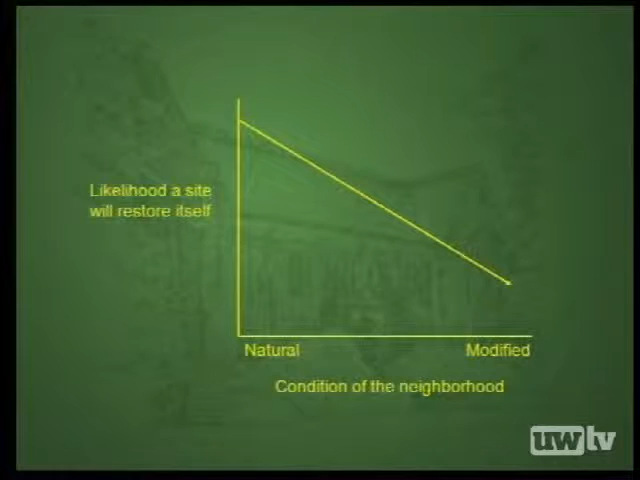 Likelihood a site
will restore itself
Natural
Modified
Condition of the neighborhood
uwtv